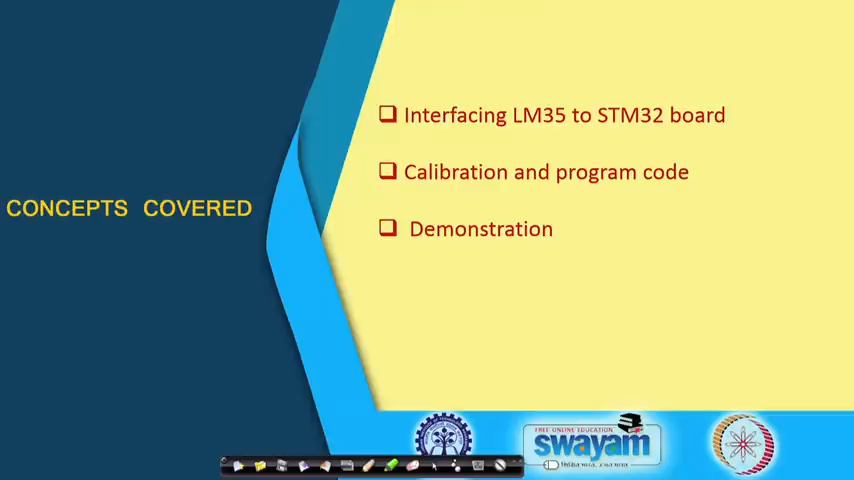 CONCEPTS COVERED
Interfacing LM35 to STM32 board
Calibration and program code
Demonstration
FREE ONLINE EDUCATION
swayam